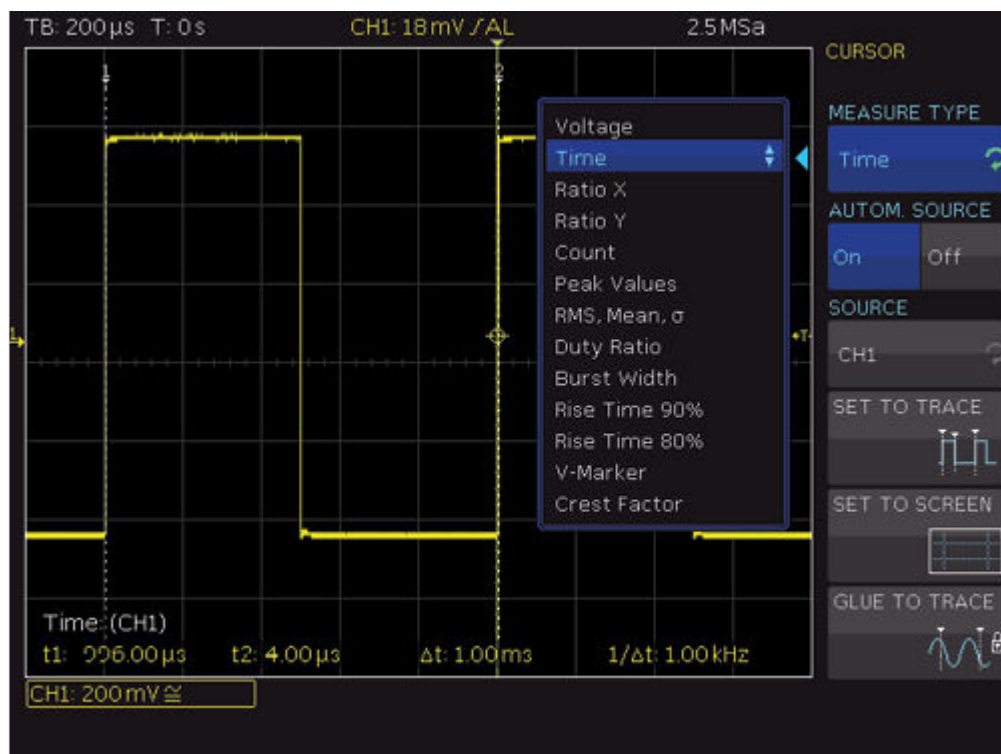 TB: 200µs T: 0s CH1: 18mV / AL 2.5MSa
CURSOR
1 2
MEASURE TYPE
Time
AUTOM. SOURCE
On Off
SOURCE
CH1
SET TO TRACE
SET TO SCREEN
GLUE TO TRACE
Voltage
Time
Ratio X
Ratio Y
Count
Peak Values
RMS, Mean, σ
Duty Ratio
Burst Width
Rise Time 90%
Rise Time 80%
V-Marker
Crest Factor
1
T
Time: (CH1)
t1: 996.00µs t2: 4.00µs Δt: 1.00ms 1/Δt: 1.00kHz
CH1: 200mV ≅